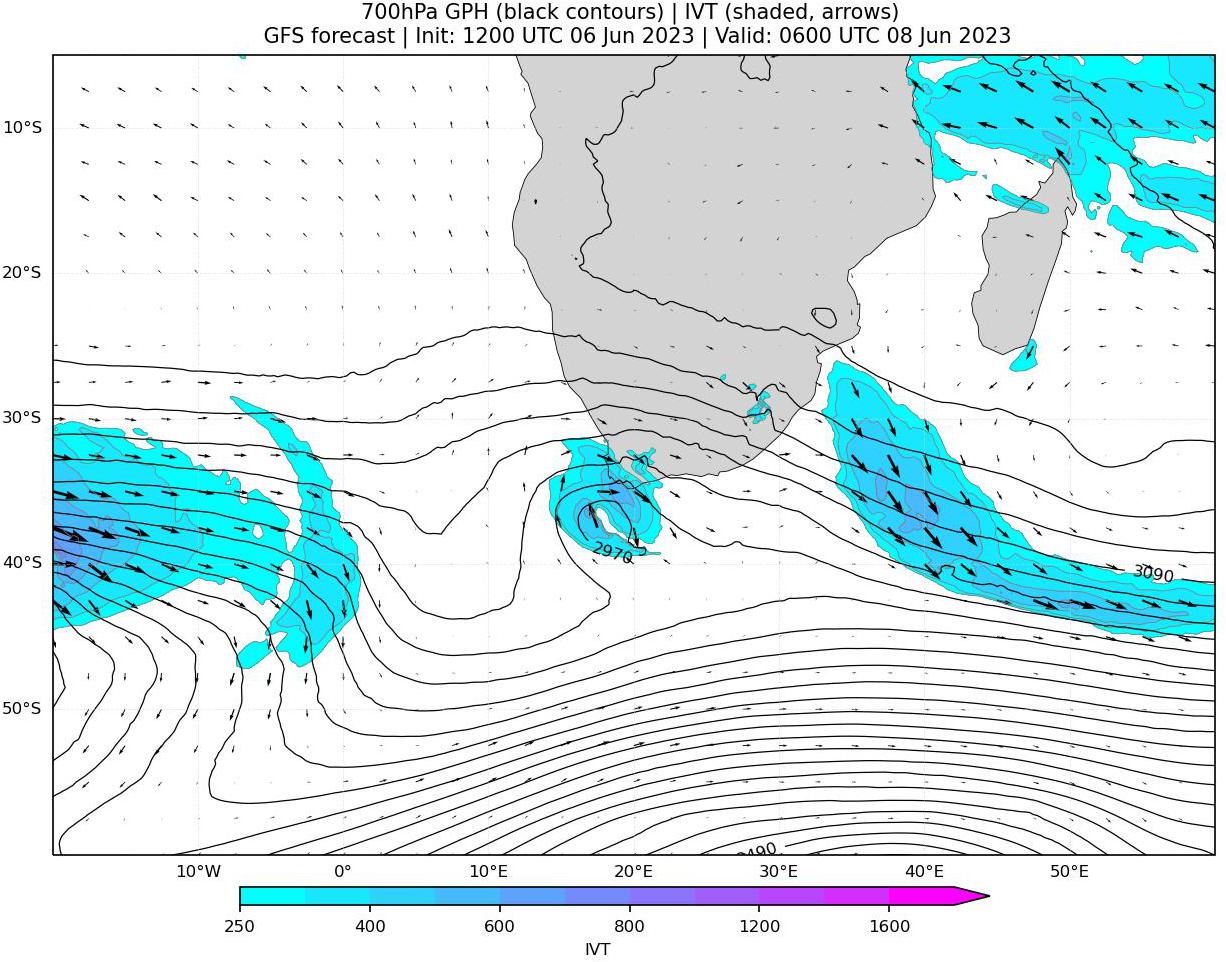 700hPa GPH (black contours) | IVT (shaded, arrows)
GFS forecast | Init: 1200 UTC 06 Jun 2023 | Valid: 0600 UTC 08 Jun 2023
10°S
20°S
30°S
40°S
50°S
2970
3090
10°W
0°
10°E
20°E
30°E
40°E
50°E
250
400
600
800
1200
1600
IVT